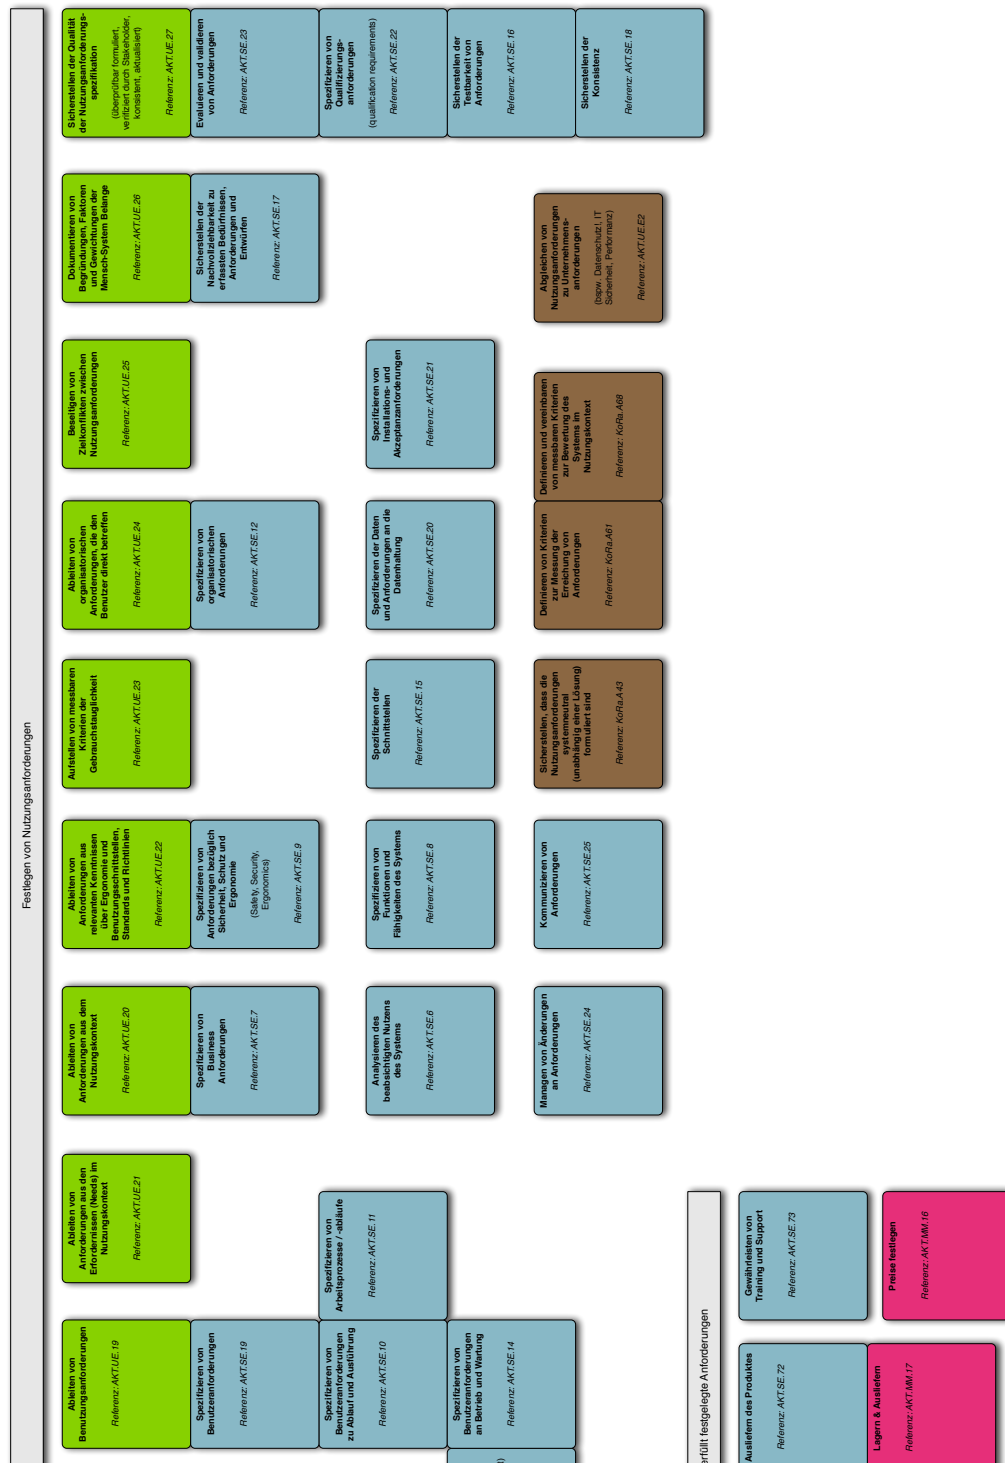 Festlegen von Nutzungsanforderungen
Ableiten von
Benutzungsanforderungen
Referenz: AKT.UE.19
Ableiten von
Anforderungen aus den
Erfordernissen (Needs) im
Nutzungskontext
Referenz: AKT.UE.21
Ableiten von
Anforderungen aus dem
Nutzungskontext
Referenz: AKT.UE.20
Ableiten von
Anforderungen aus
relevanten Kenntnissen
über Ergonomie und
Benutzungsschnittstellen,
Standards und Richtlinien
Referenz: AKT.UE.22
Aufstellen von messbaren
Kriterien der
Gebrauchstauglichkeit
Referenz: AKT.UE.23
Ableiten von
organisatorischen
Anforderungen, die den
Benutzer direkt betreffen
Referenz: AKT.UE.24
Beseitigen von
Zielkonflikten zwischen
Nutzungsanforderungen
Referenz: AKT.UE.25
Dokumentieren von
Begründungen, Faktoren
und Gewichtungen der
Mensch-System Belange
Referenz: AKT.UE.26
Sicherstellen der Qualität
der Nutzungsanforderungs-
spezifikation
(überprüfbar formuliert,
verifiziert durch Stakeholder,
konsistent, aktualisiert)
Referenz: AKT.UE.27
Spezifizieren von
Benutzeranforderungen
Referenz: AKT.SE.19
Spezifizieren von
Business
Anforderungen
Referenz: AKT.SE.7
Spezifizieren von
Anforderungen bezüglich
Sicherheit, Schutz und
Ergonomie
(Safety, Security,
Ergonomics)
Referenz: AKT.SE.9
Spezifizieren von
organisatorischen
Anforderungen
Referenz: AKT.SE.12
Sicherstellen der
Nachvollziehbarkeit zu
erfassten Bedüfnissen,
Anforderungen und
Entwürfen
Referenz: AKT.SE.17
Evaluieren und validieren
von Anforderungen
Referenz: AKT.SE.23
Spezifizieren von
Benutzeranforderungen
zu Ablauf und Ausführung
Referenz: AKT.SE.10
Spezifizieren von
Arbeitsprozesse / -abläufe
Referenz: AKT.SE.11
Analysieren des
beabsichtigten Nutzens
des Systems
Referenz: AKT.SE.6
Spezifizieren von
Funktionen und
Fähigkeiten des Systems
Referenz: AKT.SE.8
Spezifizieren der
Schnittstellen
Referenz: AKT.SE.15
Spezifizieren der Daten
und Anforderungen an die
Datenhaltung
Referenz: AKT.SE.20
Spezifizieren von
Installations- und
Akzeptanzanforderungen
Referenz: AKT.SE.21
Spezifizieren von
Qualifizierungs-
anforderungen
(qualification requirements)
Referenz: AKT.SE.22
Spezifizieren von
Benutzeranforderungen
an Betrieb und Wartung
Referenz: AKT.SE.14
Sicherstellen der
Testbarkeit von
Anforderungen
Referenz: AKT.SE.16
Managen von Änderungen
an Anforderungen
Referenz: AKT.SE.24
Kommunizieren von
Anforderungen
Referenz: AKT.SE.25
Sicherstellen, dass die
Nutzungsanforderungen
systemneutral
(unabhängig einer Lösung)
formuliert sind
Referenz: KoRa.A43
Definieren von Kriterien
zur Messung der
Erreichung von
Anforderungen
Referenz: KoRa.A61
Definieren und vereinbaren
von messbaren Kriterien
zur Bewertung des
Systems im
Nutzungskontext
Referenz: KoRa.A68
Abgleichen von
Nutzungsanforderungen
zu Unternehmens-
anforderungen
(bspw. Datenschutzt, IT
Sicherheit, Performanz)
Referenz: AKT.UE.E2
Sicherstellen der
Konsistenz
Referenz: AKT.SE.18
erfüllt festgelegte Anforderungen
Ausliefern des Produktes
Referenz: AKT.SE.72
Gewährleisten von
Training und Support
Referenz: AKT.SE.73
Lagern & Ausliefern
Referenz: AKT.MM.17
Preise festlegen
Referenz: AKT.MM.16